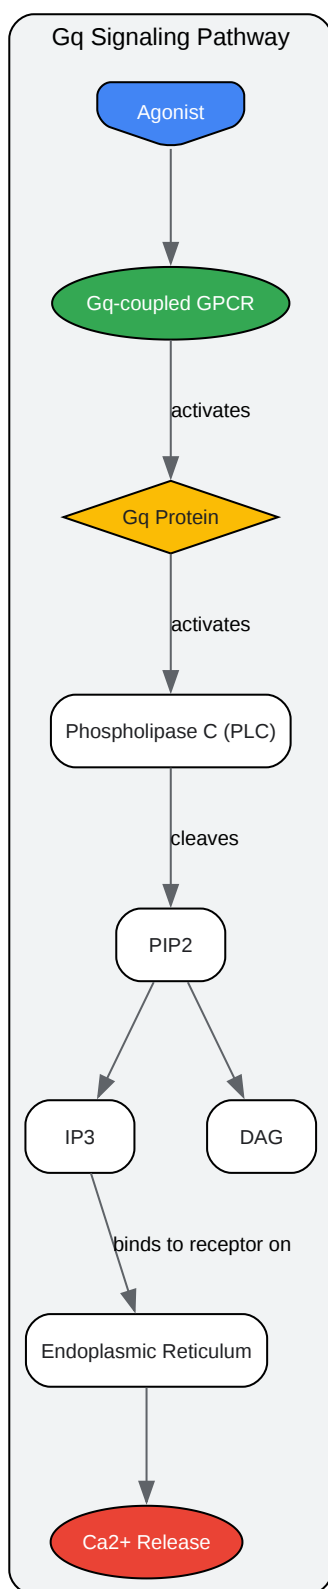 Gq Signaling Pathway
Agonist
Gq-coupled GPCR
activates
Gq Protein
activates
Phospholipase C (PLC)
cleaves
PIP2
IP3
DAG
binds to receptor on
Endoplasmic Reticulum
Ca2+ Release